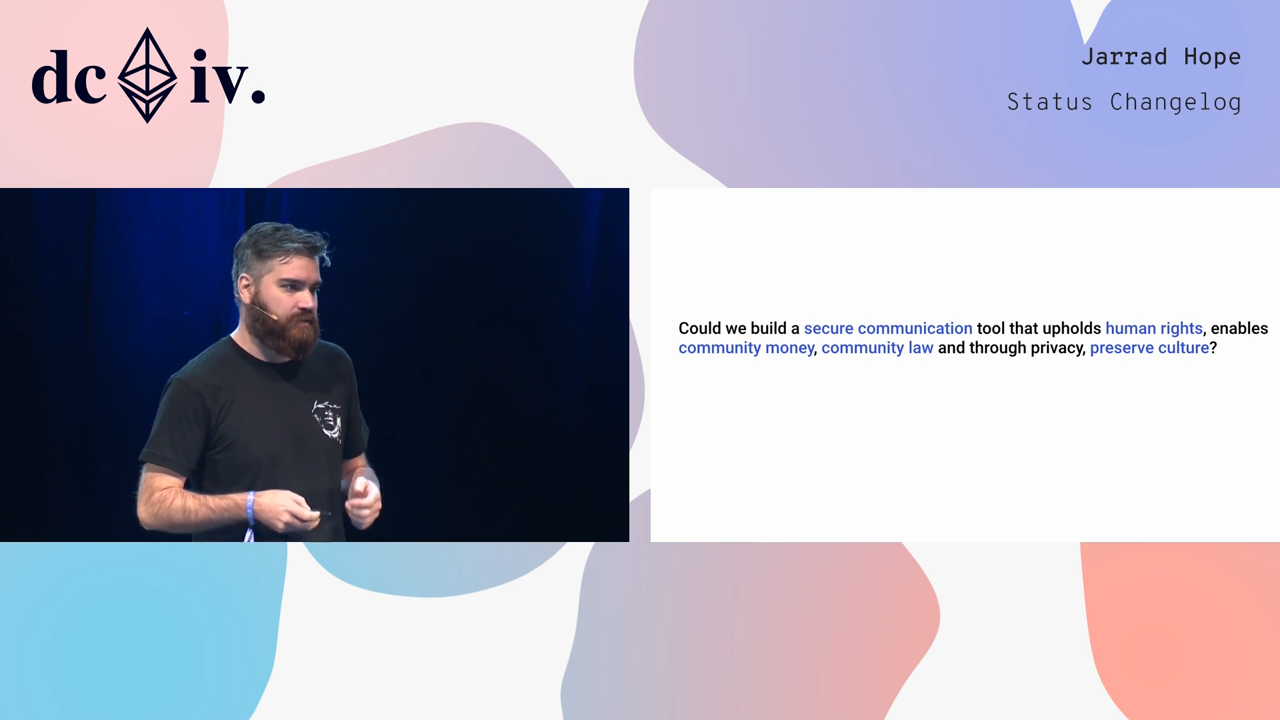 dc iv.
Jarrad Hope
Status Changelog
Could we build a secure communication tool that upholds human rights, enables
community money, community law and through privacy, preserve culture?